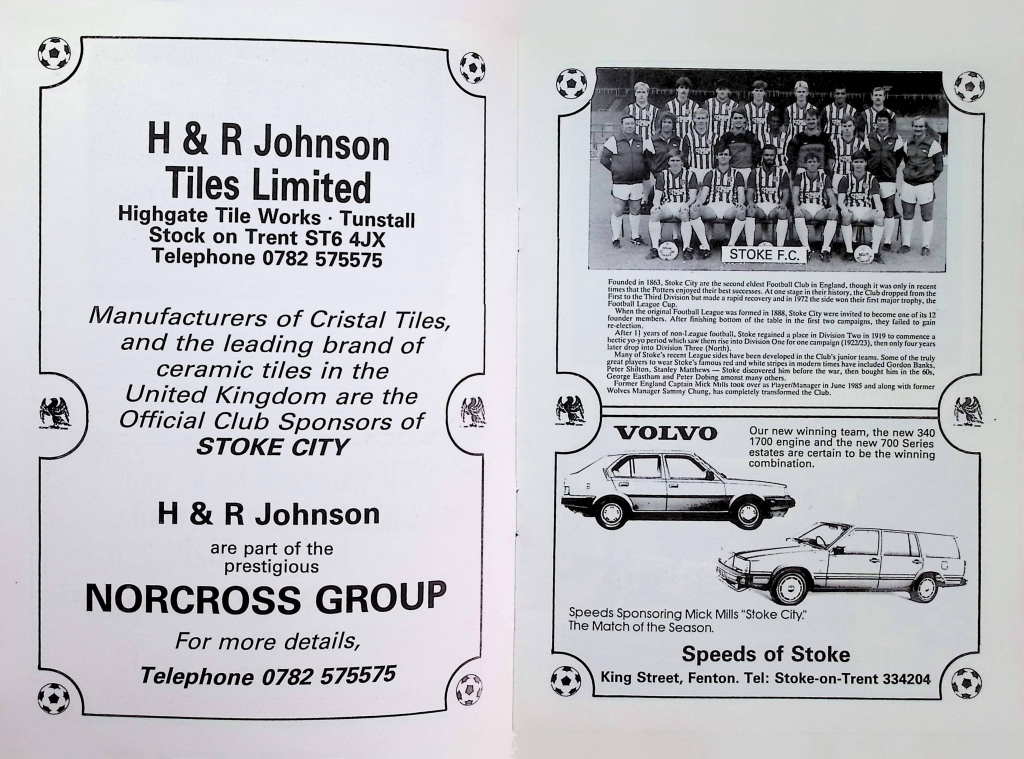 H & R Johnson
Tiles Limited
Highgate Tile Works · Tunstall
Stock on Trent ST6 4JX
Telephone 0782 575575
Manufacturers of Cristal Tiles,
and the leading brand of
ceramic tiles in the
United Kingdom are the
Official Club Sponsors of
STOKE CITY
H & R Johnson
are part of the
prestigious
NORCROSS GROUP
For more details,
Telephone 0782 575575
STOKE F.C.
Founded in 1863, Stoke City are the second eldest Football Club in England, though it was only in recent
times that the Potters enjoyed their best successes. At one stage in their history, the Club dropped from the
First to the Third Division but made a rapid recovery and in 1972 the side won their first major trophy, the
Football League Cup.
When the original Football League was formed in 1888, Stoke City were invited to become one of its 12
founder members. After finishing bottom of the table in the first two campaigns, they failed to gain
re-election.
After 11 years of non-League football, Stoke regained a place in Division Two in 1919 to commence a
hectic yo-yo period which saw them rise into Division One for one campaign (1922/23), then only four years
later drop into Division Three (North).
Many of Stoke's recent League sides have been developed in the Club's junior teams. Some of the truly
great players to wear Stoke's famous red and white stripes in modern times have included Gordon Banks,
Peter Shilton, Stanley Matthews — Stoke discovered him before the war, then bought him in the 60s,
George Eastham and Peter Dobing amonst many others.
Former England Captain Mick Mills took over as Player/Manager in June 1985 and along with former
Wolves Manager Sammy Chung, has completely transformed the Club.
VOLVO
Our new winning team, the new 340
1700 engine and the new 700 Series
estates are certain to be the winning
combination.
Speeds Sponsoring Mick Mills "Stoke City."
The Match of the Season.
Speeds of Stoke
King Street, Fenton. Tel: Stoke-on-Trent 334204